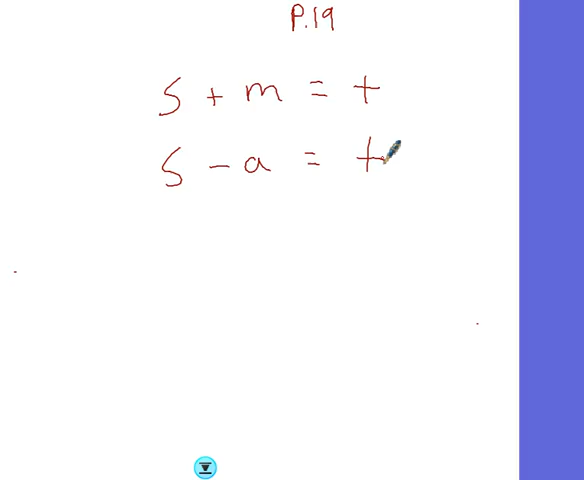 P.19
s + m = t
s - a = t